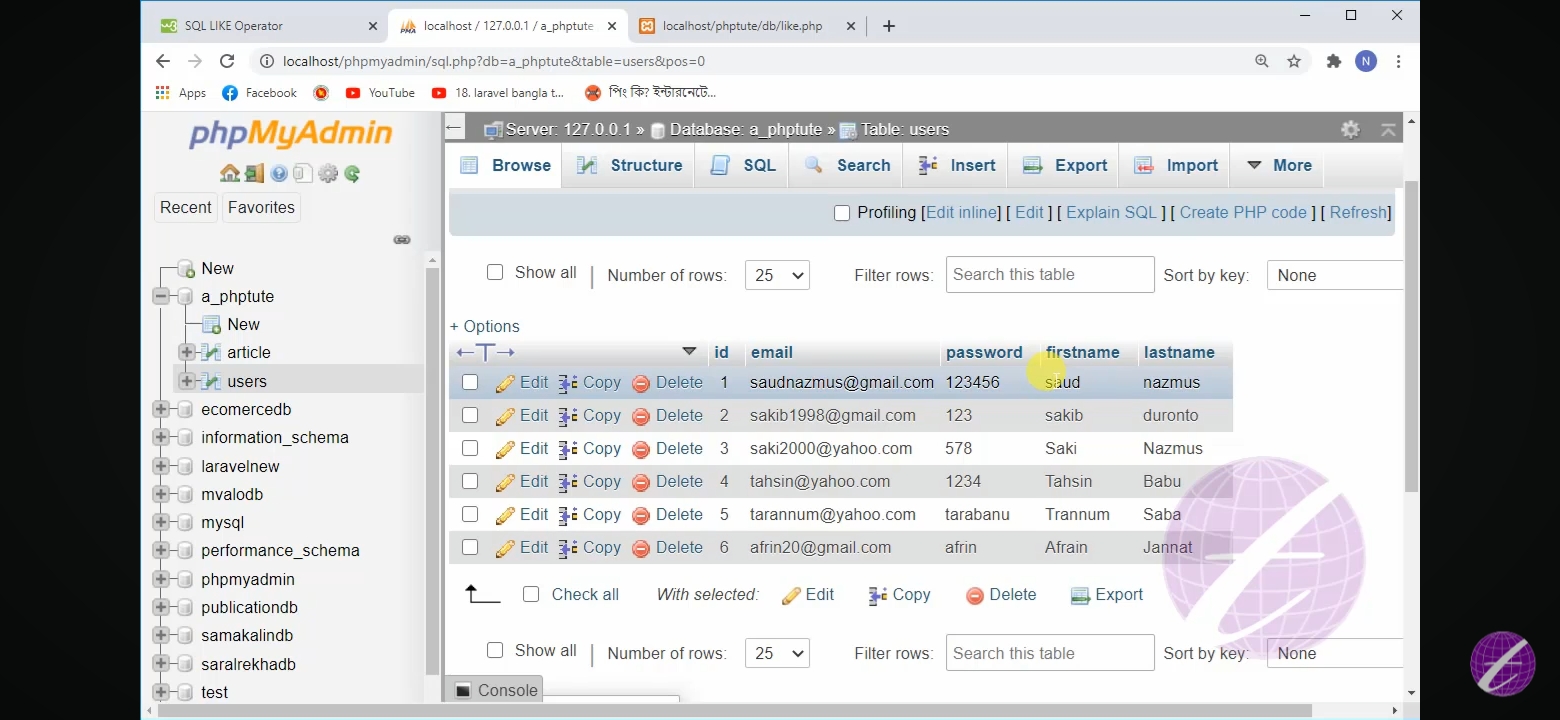 SQL LIKE Operator
localhost / 127.0.0.1 / a_phptute
localhost/phptute/db/like.php
localhost/phpmyadmin/sql.php?db=a_phptute&table=users&pos=0
N
Apps Facebook YouTube 18. laravel bangla t... পিং কি? ইন্টারনেটে...
phpMyAdmin
Recent Favorites
New
a_phptute
New
article
users
ecomercedb
information_schema
laravelnew
mvalodb
mysql
performance_schema
phpmyadmin
publicationdb
samakalindb
saralrekhadb
test
Server: 127.0.0.1 » Database: a_phptute » Table: users
Browse Structure SQL Search Insert Export Import More
Profiling [Edit inline] [ Edit ] [ Explain SQL ] [ Create PHP code ] [ Refresh]
Show all Number of rows: 25 Filter rows: Search this table Sort by key: None
+ Options
id email password firstname lastname
Edit Copy Delete 1 saudnazmus@gmail.com 123456 saud nazmus
Edit Copy Delete 2 sakib1998@gmail.com 123 sakib duronto
Edit Copy Delete 3 saki2000@yahoo.com 578 Saki Nazmus
Edit Copy Delete 4 tahsin@yahoo.com 1234 Tahsin Babu
Edit Copy Delete 5 tarannum@yahoo.com tarabanu Trannum Saba
Edit Copy Delete 6 afrin20@gmail.com afrin Afrain Jannat
Check all With selected: Edit Copy Delete Export
Show all Number of rows: 25 Filter rows: Search this table Sort by key: None
Console